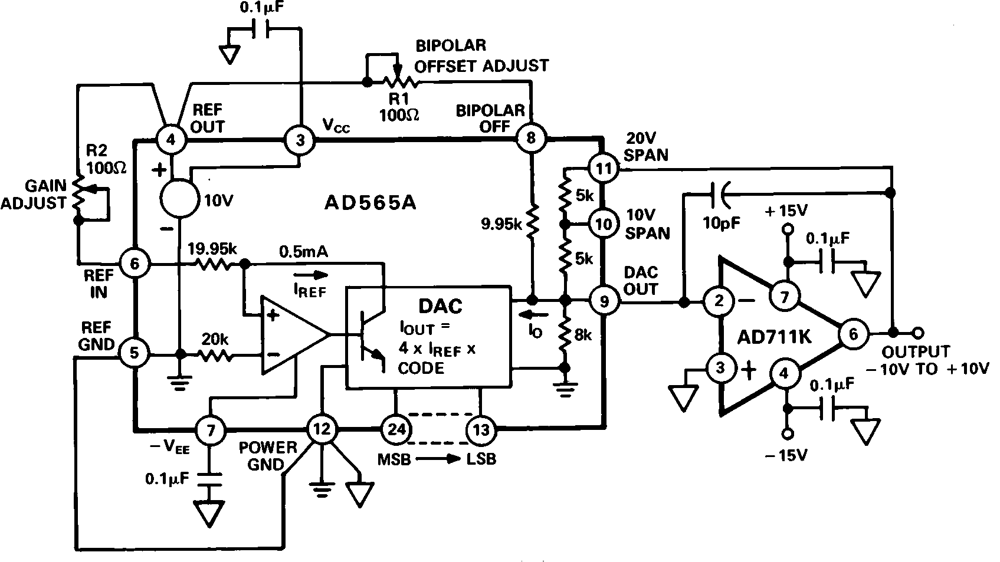 0.1µF
BIPOLAR
OFFSET ADJUST
R1
100Ω
REF
OUT
VCC
BIPOLAR
OFF
4
3
8
20V
SPAN
11
R2
100Ω
GAIN
ADJUST
+
10V
−
AD565A
5k
9.95k
10V
SPAN
10
5k
10pF
+15V
0.1µF
19.95k
0.5mA
6
REF
IN
IREF
DAC
OUT
9
2
−
7
DAC
IOUT =
4 x IREF x
CODE
IO
8k
+
−
REF
GND
5
20k
AD711K
6
OUTPUT
−10V TO +10V
3
+
4
0.1µF
−15V
7
−VEE
12
POWER
GND
24
13
MSB
LSB
0.1µF